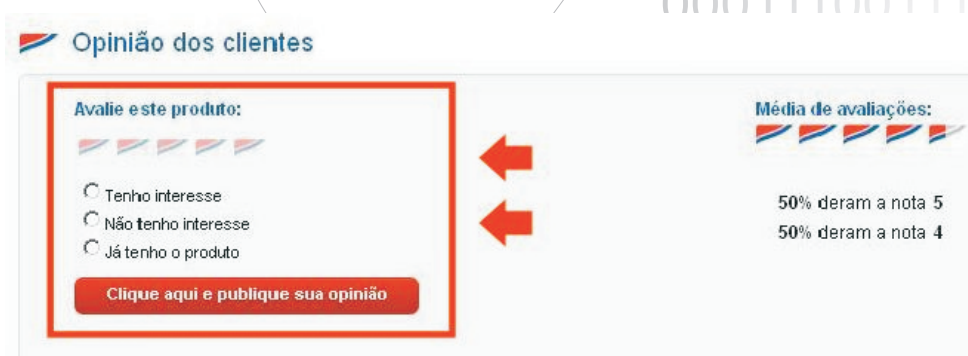 Opinião dos clientes
Avalie este produto:
Tenho interesse
Não tenho interesse
Já tenho o produto
Clique aqui e publique sua opinião
Média de avaliações:
50% deram a nota 5
50% deram a nota 4